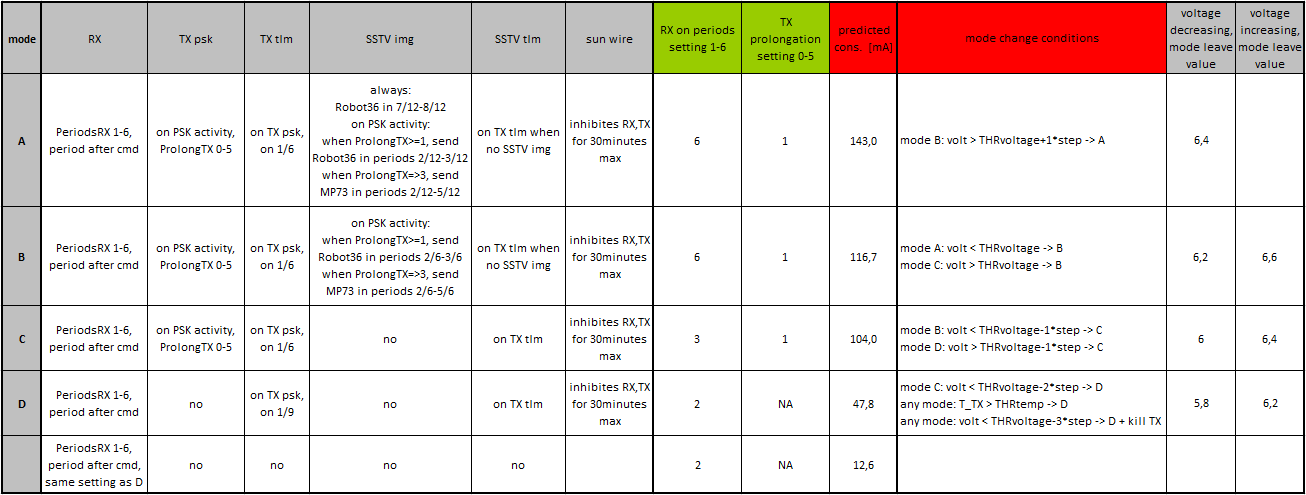 mode
RX
TX psk
TX tlm
SSTV img
SSTV tlm
sun wire
RX on periods
setting 1-6
TX
prolongation
setting 0-5
predicted
cons. [mA]
mode change conditions
voltage
decreasing,
mode leave
value
voltage
increasing,
mode leave
value
A
PeriodsRX 1-6,
period after cmd
on PSK activity,
ProlongTX 0-5
on TX psk,
on 1/6
always:
Robot36 in 7/12-8/12
on PSK activity:
when ProlongTX>=1, send
Robot36 in periods 2/12-3/12
when ProlongTX=>3, send
MP73 in periods 2/12-5/12
on TX tlm when
no SSTV img
inhibites RX,TX
for 30minutes
max
6
1
143,0
mode B: volt > THRvoltage+1*step -> A
6,4
B
PeriodsRX 1-6,
period after cmd
on PSK activity,
ProlongTX 0-5
on TX psk,
on 1/6
on PSK activity:
when ProlongTX>=1, send
Robot36 in periods 2/6-3/6
when ProlongTX=>3, send
MP73 in periods 2/6-5/6
on TX tlm when
no SSTV img
inhibites RX,TX
for 30minutes
max
6
1
116,7
mode A: volt < THRvoltage -> B
mode C: volt > THRvoltage -> B
6,2
6,6
C
PeriodsRX 1-6,
period after cmd
on PSK activity,
ProlongTX 0-5
on TX psk,
on 1/6
no
on TX tlm
inhibites RX,TX
for 30minutes
max
3
1
104,0
mode B: volt < THRvoltage-1*step -> C
mode D: volt > THRvoltage-1*step -> C
6
6,4
D
PeriodsRX 1-6,
period after cmd
no
on TX psk,
on 1/9
no
on TX tlm
inhibites RX,TX
for 30minutes
max
2
NA
47,8
mode C: volt < THRvoltage-2*step -> D
any mode: T_TX > THRtemp -> D
any mode: volt < THRvoltage-3*step -> D + kill TX
5,8
6,2
PeriodsRX 1-6,
period after cmd,
same setting as D
no
no
no
no
2
NA
12,6